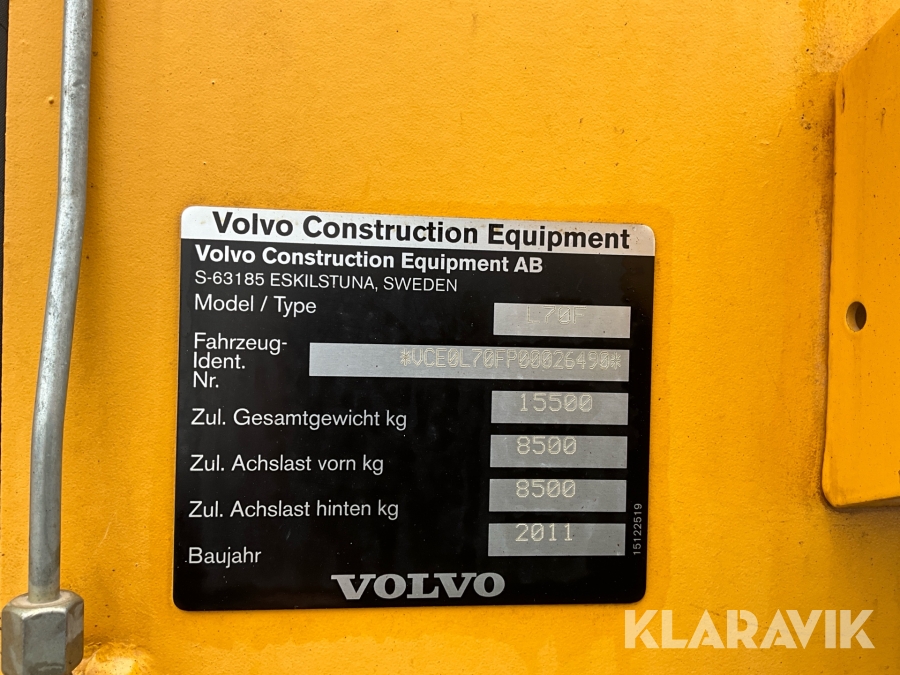 Volvo Construction Equipment
Volvo Construction Equipment AB
S-63185 ESKILSTUNA, SWEDEN
Model / Type L70F
Fahrzeug-
Ident. *VCE0L70FP00026450*
Nr.
Zul. Gesamtgewicht kg 15500
Zul. Achslast vorn kg 8500
Zul. Achslast hinten kg 8500
Baujahr 2011
15122519
VOLVO
KLARAVIK